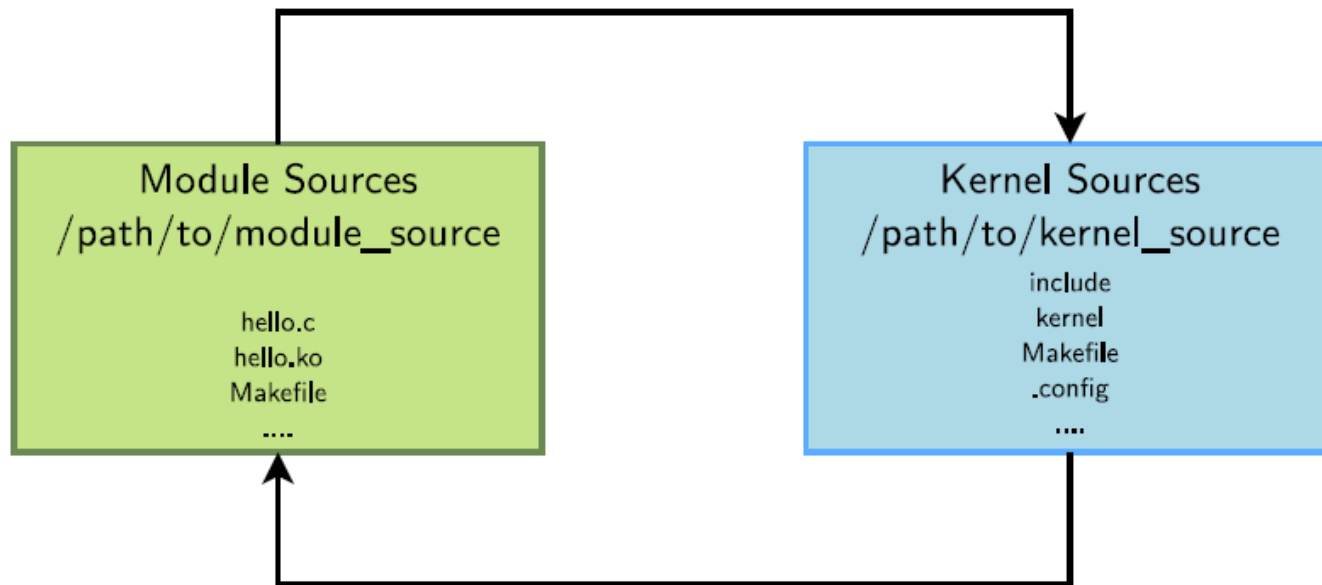 Module Sources
/path/to/module_source
hello.c
hello.ko
Makefile
....
Kernel Sources
/path/to/kernel_source
include
kernel
Makefile
.config
....